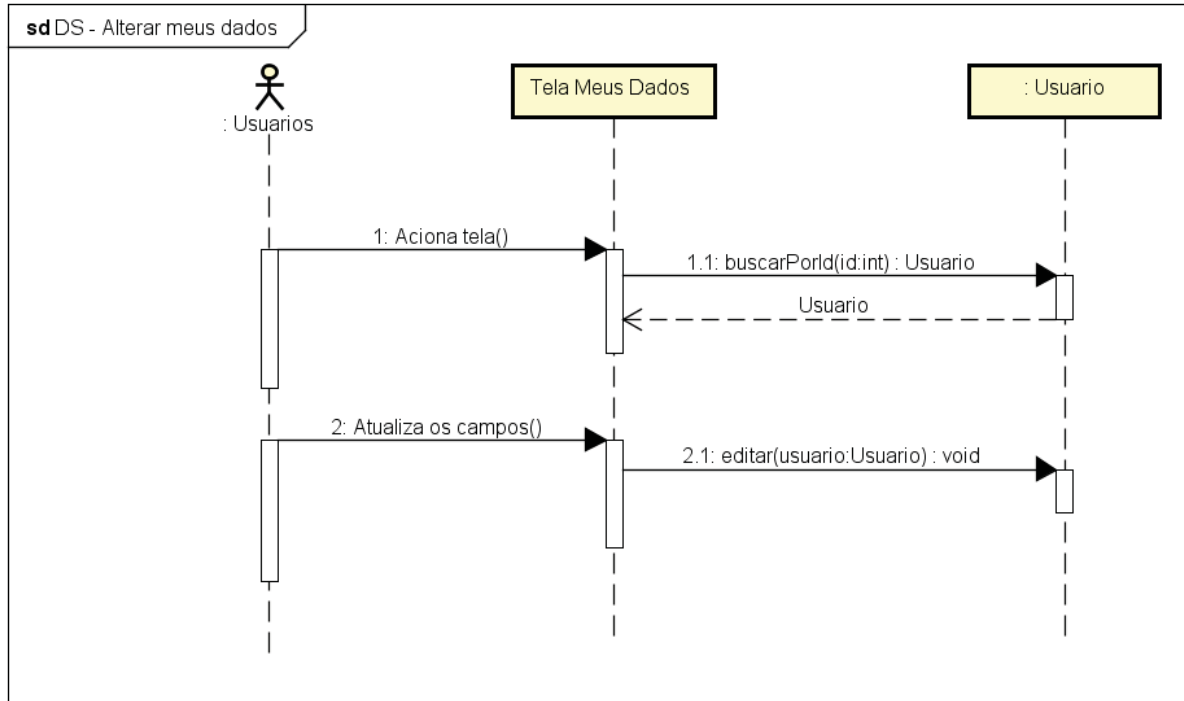 sd DS - Alterar meus dados
: Usuarios
Tela Meus Dados
: Usuario
1: Aciona tela()
1.1: buscarPorId(id:int) : Usuario
Usuario
2: Atualiza os campos()
2.1: editar(usuario:Usuario) : void